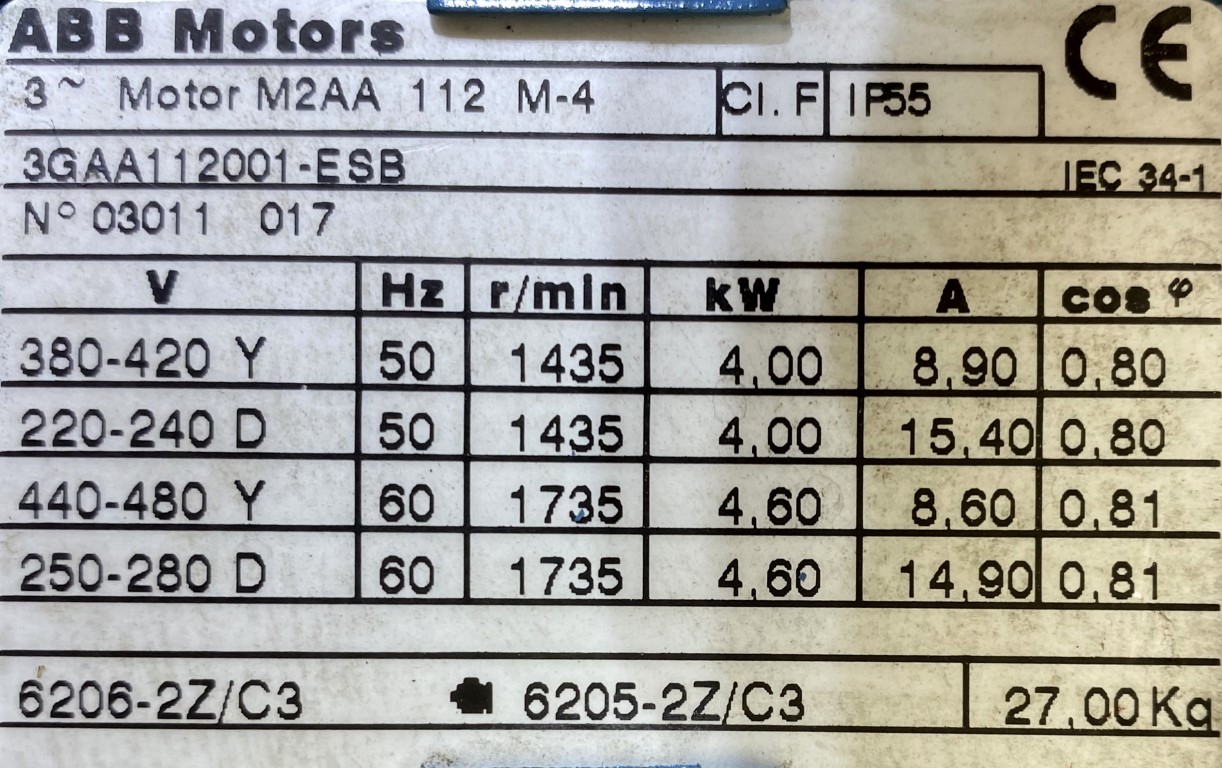 ABB Motors CE
3~ Motor M2AA 112 M-4 Cl. F IP55
3GAA112001-ESB IEC 34-1
N° 03011 017
V Hz r/min kW A cos φ
380-420 Y 50 1435 4,00 8,90 0,80
220-240 D 50 1435 4,00 15,40 0,80
440-480 Y 60 1735 4,60 8,60 0,81
250-280 D 60 1735 4,60 14,90 0,81
6206-2Z/C3 6205-2Z/C3 27,00 Kg